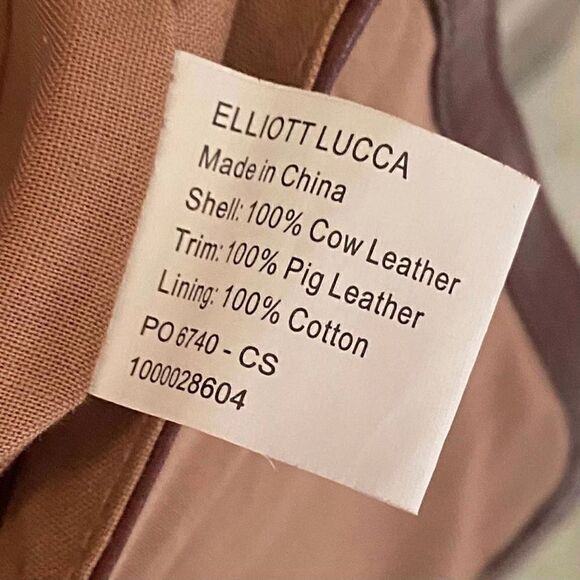 ELLIOTT LUCCA
Made in China
Shell: 100% Cow Leather
Trim: 100% Pig Leather
Lining: 100% Cotton
PO 6740 - CS
1000028604